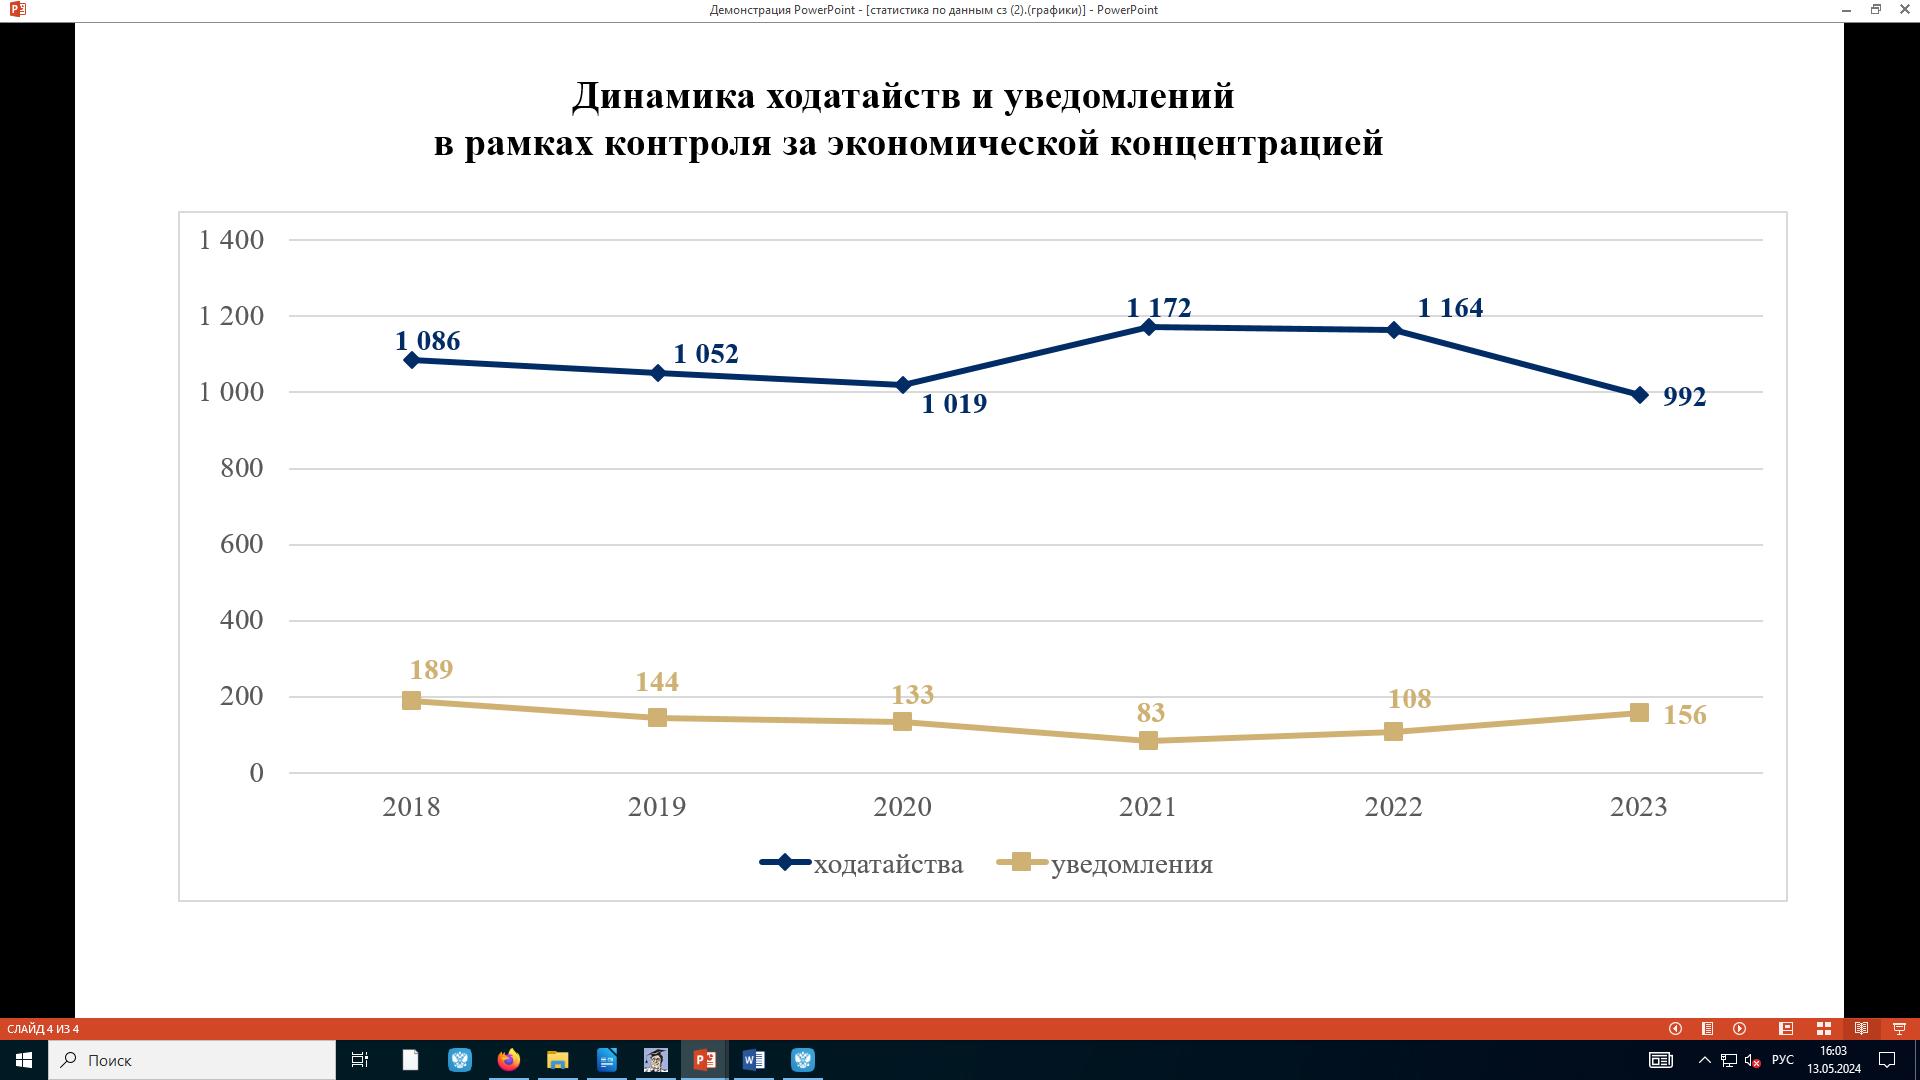 Демонстрация PowerPoint - [статистика по данным сз (2).(графики)] - PowerPoint
Динамика ходатайств и уведомлений
в рамках контроля за экономической концентрацией
1 400
1 200
1 000
800
600
400
200
0
1 086
1 052
1 019
1 172
1 164
992
189
144
133
83
108
156
2018 2019 2020 2021 2022 2023
ходатайства уведомления
СЛАЙД 4 ИЗ 4
Поиск
РУС
16:03
13.05.2024